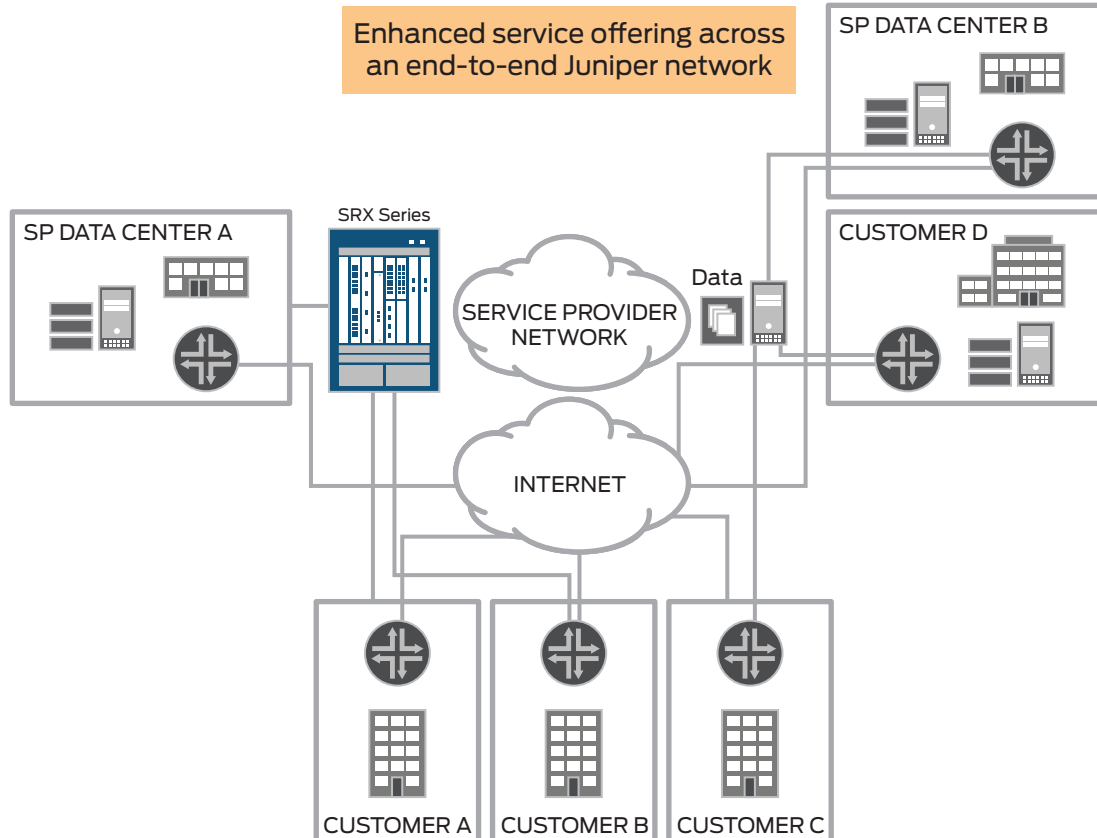 Enhanced service offering across
an end-to-end Juniper network
SP DATA CENTER B
SP DATA CENTER A
SRX Series
SERVICE PROVIDER
NETWORK
Data
CUSTOMER D
INTERNET
CUSTOMER A
CUSTOMER B
CUSTOMER C